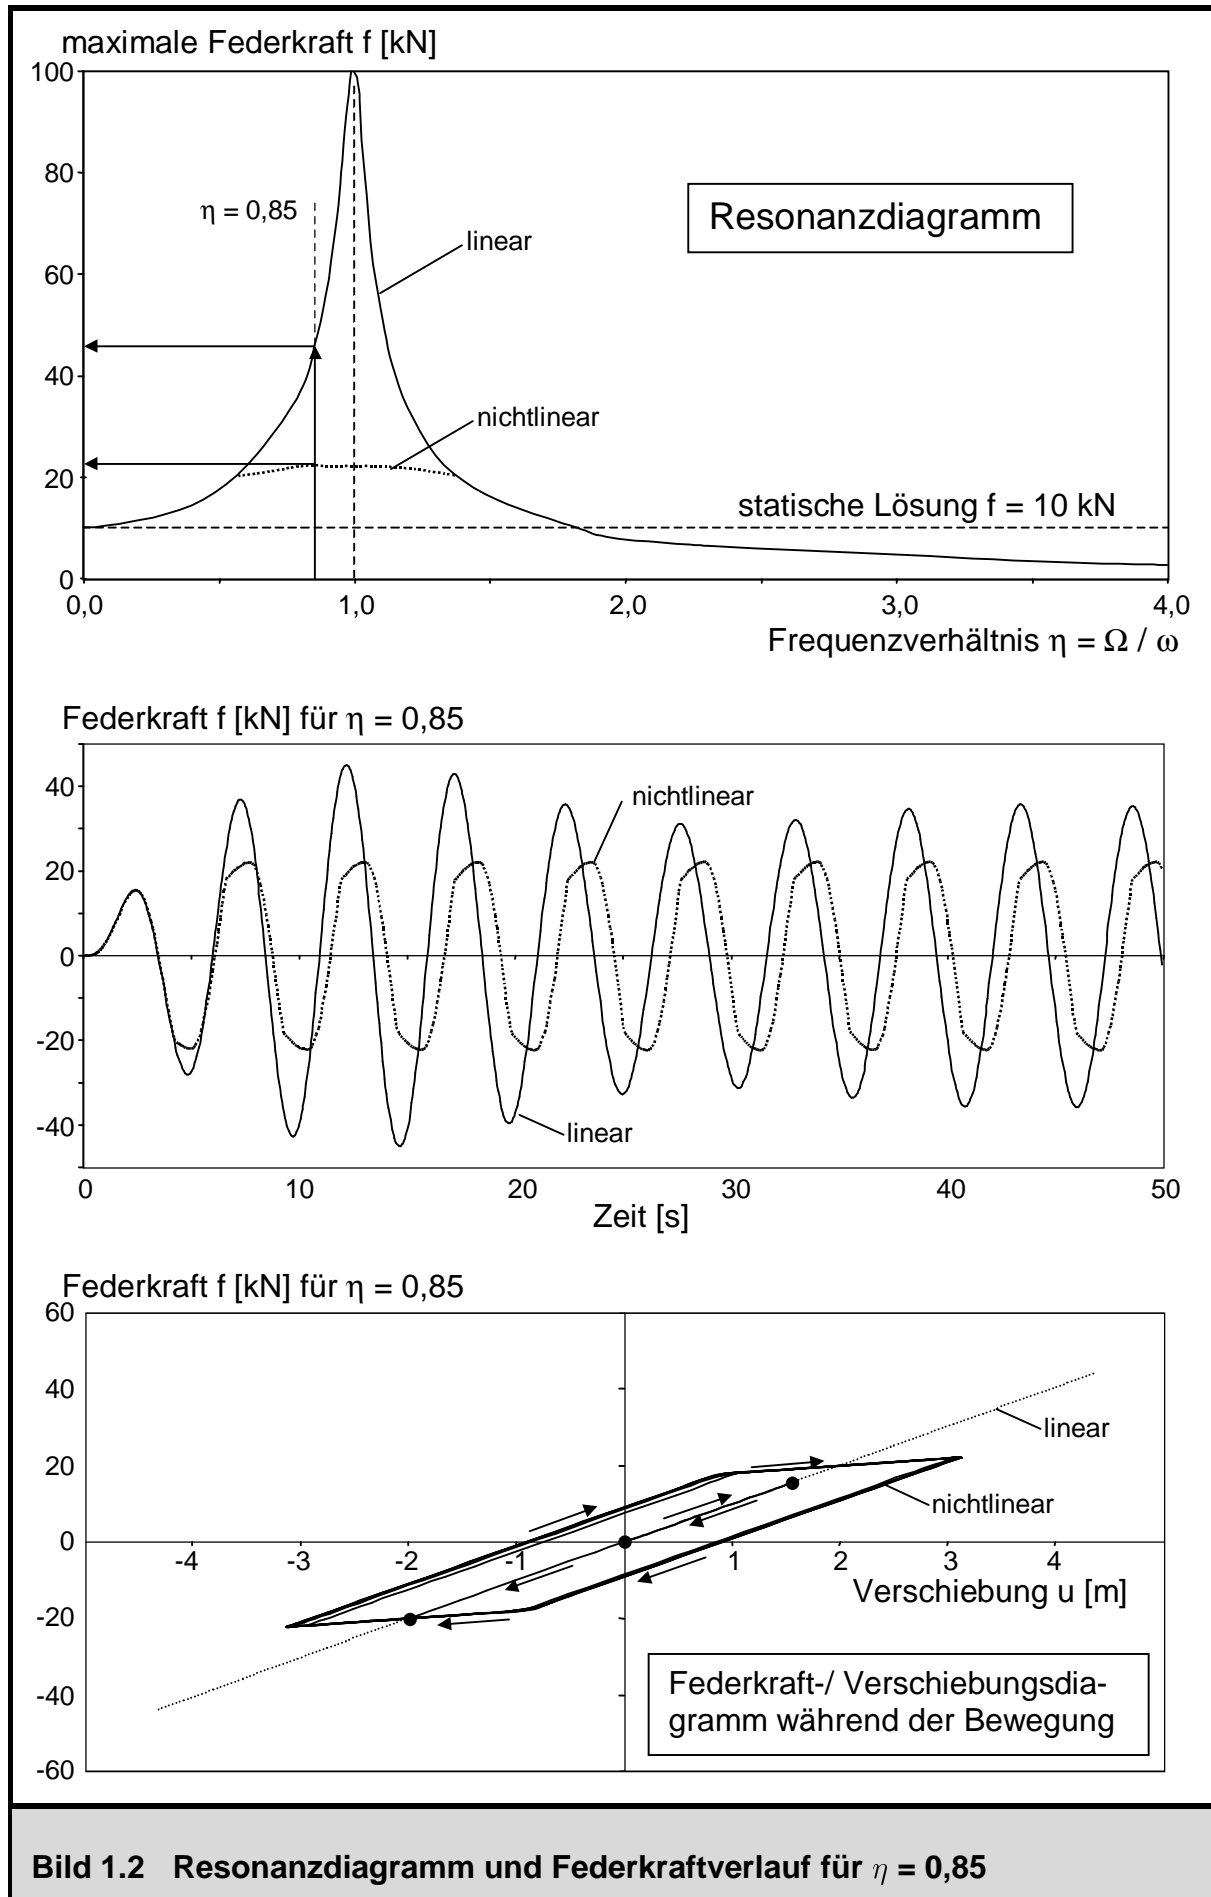 maximale Federkraft f [kN]
100
80
η = 0,85
linear
Resonanzdiagramm
60
40
nichtlinear
20
statische Lösung f = 10 kN
0
0,0 1,0 2,0 3,0 4,0
Frequenzverhältnis η = Ω / ω
Federkraft f [kN] für η = 0,85
40
nichtlinear
20
0
-20
-40
linear
0 10 20 30 40 50
Zeit [s]
Federkraft f [kN] für η = 0,85
60
40
linear
20
nichtlinear
0
-4 -3 -2 -1 1 2 3 4
Verschiebung u [m]
-20
-40
Federkraft-/ Verschiebungsdia-
gramm während der Bewegung
-60
Bild 1.2 Resonanzdiagramm und Federkraftverlauf für η = 0,85